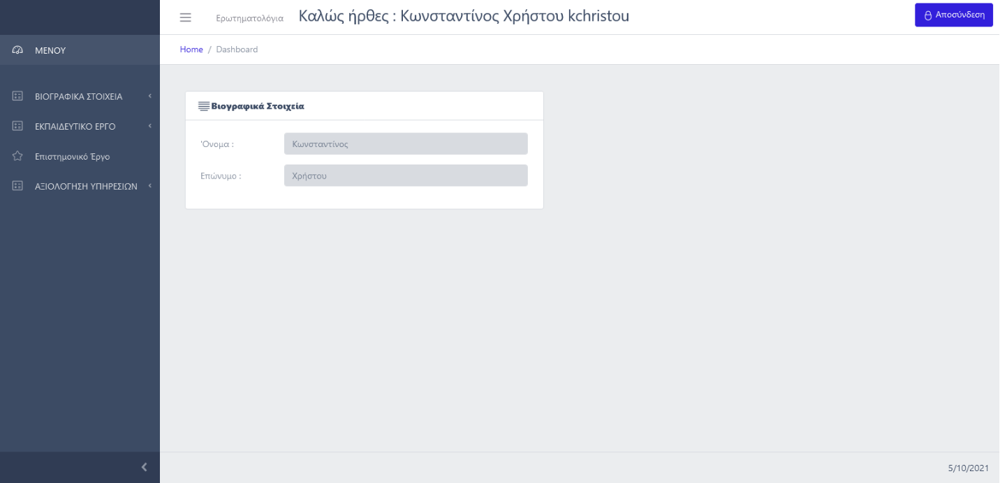 Ερωτηματολόγια Καλώς ήρθες : Κωνσταντίνος Χρήστου kchristou Αποσύνδεση
ΜΕΝΟΥ
Home / Dashboard
ΒΙΟΓΡΑΦΙΚΑ ΣΤΟΙΧΕΙΑ
ΕΚΠΑΙΔΕΥΤΙΚΟ ΕΡΓΟ
Επιστημονικό Έργο
ΑΞΙΟΛΟΓΗΣΗ ΥΠΗΡΕΣΙΩΝ
Βιογραφικά Στοιχεία
'Ονομα : Κωνσταντίνος
Επώνυμο : Χρήστου
5/10/2021